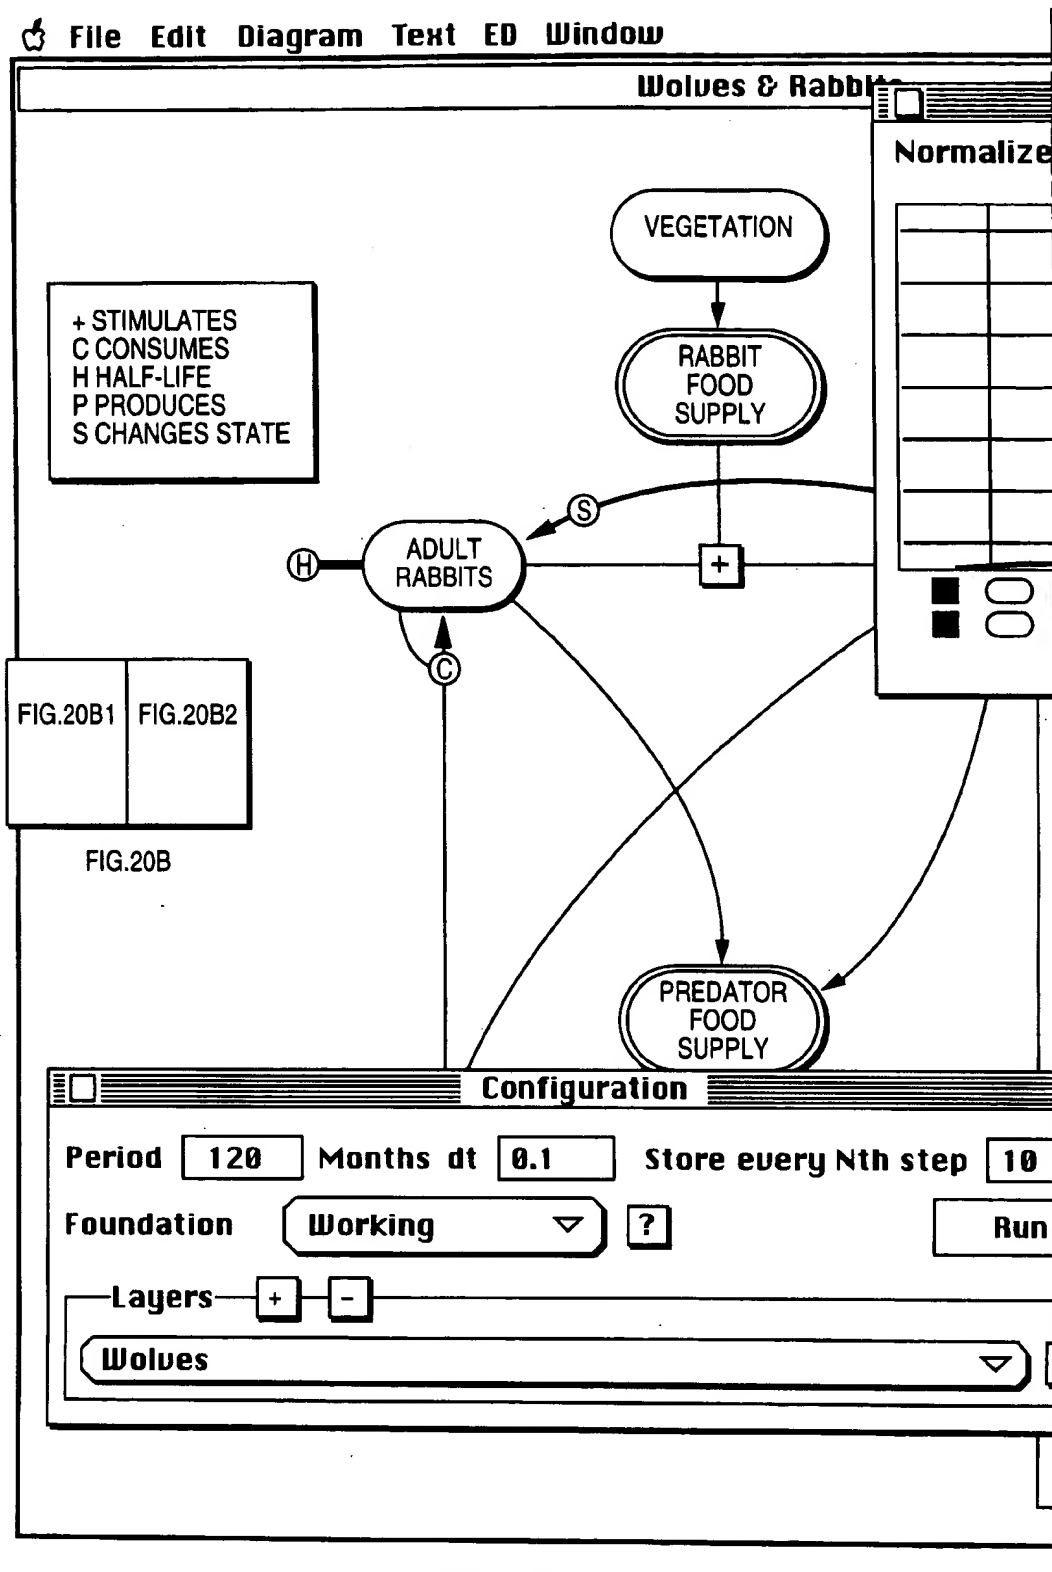 File Edit Diagram Text ED Window
Wolves & Rabbits
Normalize
VEGETATION
+ STIMULATES
C CONSUMES
H HALF-LIFE
P PRODUCES
S CHANGES STATE
RABBIT
FOOD
SUPPLY
S
ADULT
RABBITS
H
+
C
FIG.20B1 FIG.20B2
FIG.20B
PREDATOR
FOOD
SUPPLY
Configuration
Period 120 Months dt 0.1 Store every Nth step 10
Foundation Working ? Run
Layers + -
Wolves